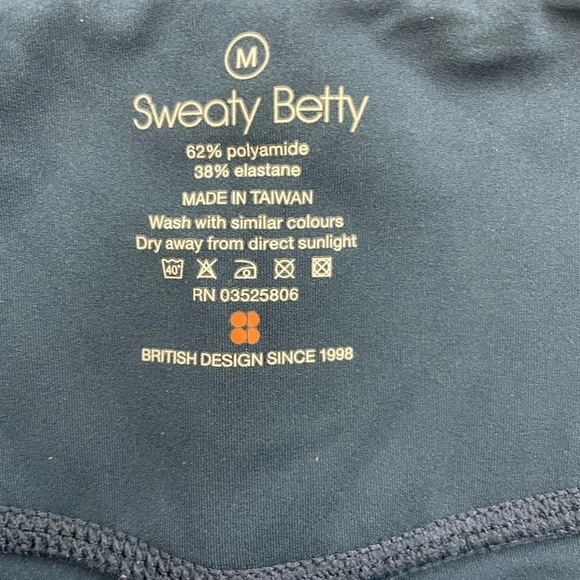 M
Sweaty Betty
62% polyamide
38% elastane
MADE IN TAIWAN
Wash with similar colours
Dry away from direct sunlight
40°
RN 03525806
BRITISH DESIGN SINCE 1998